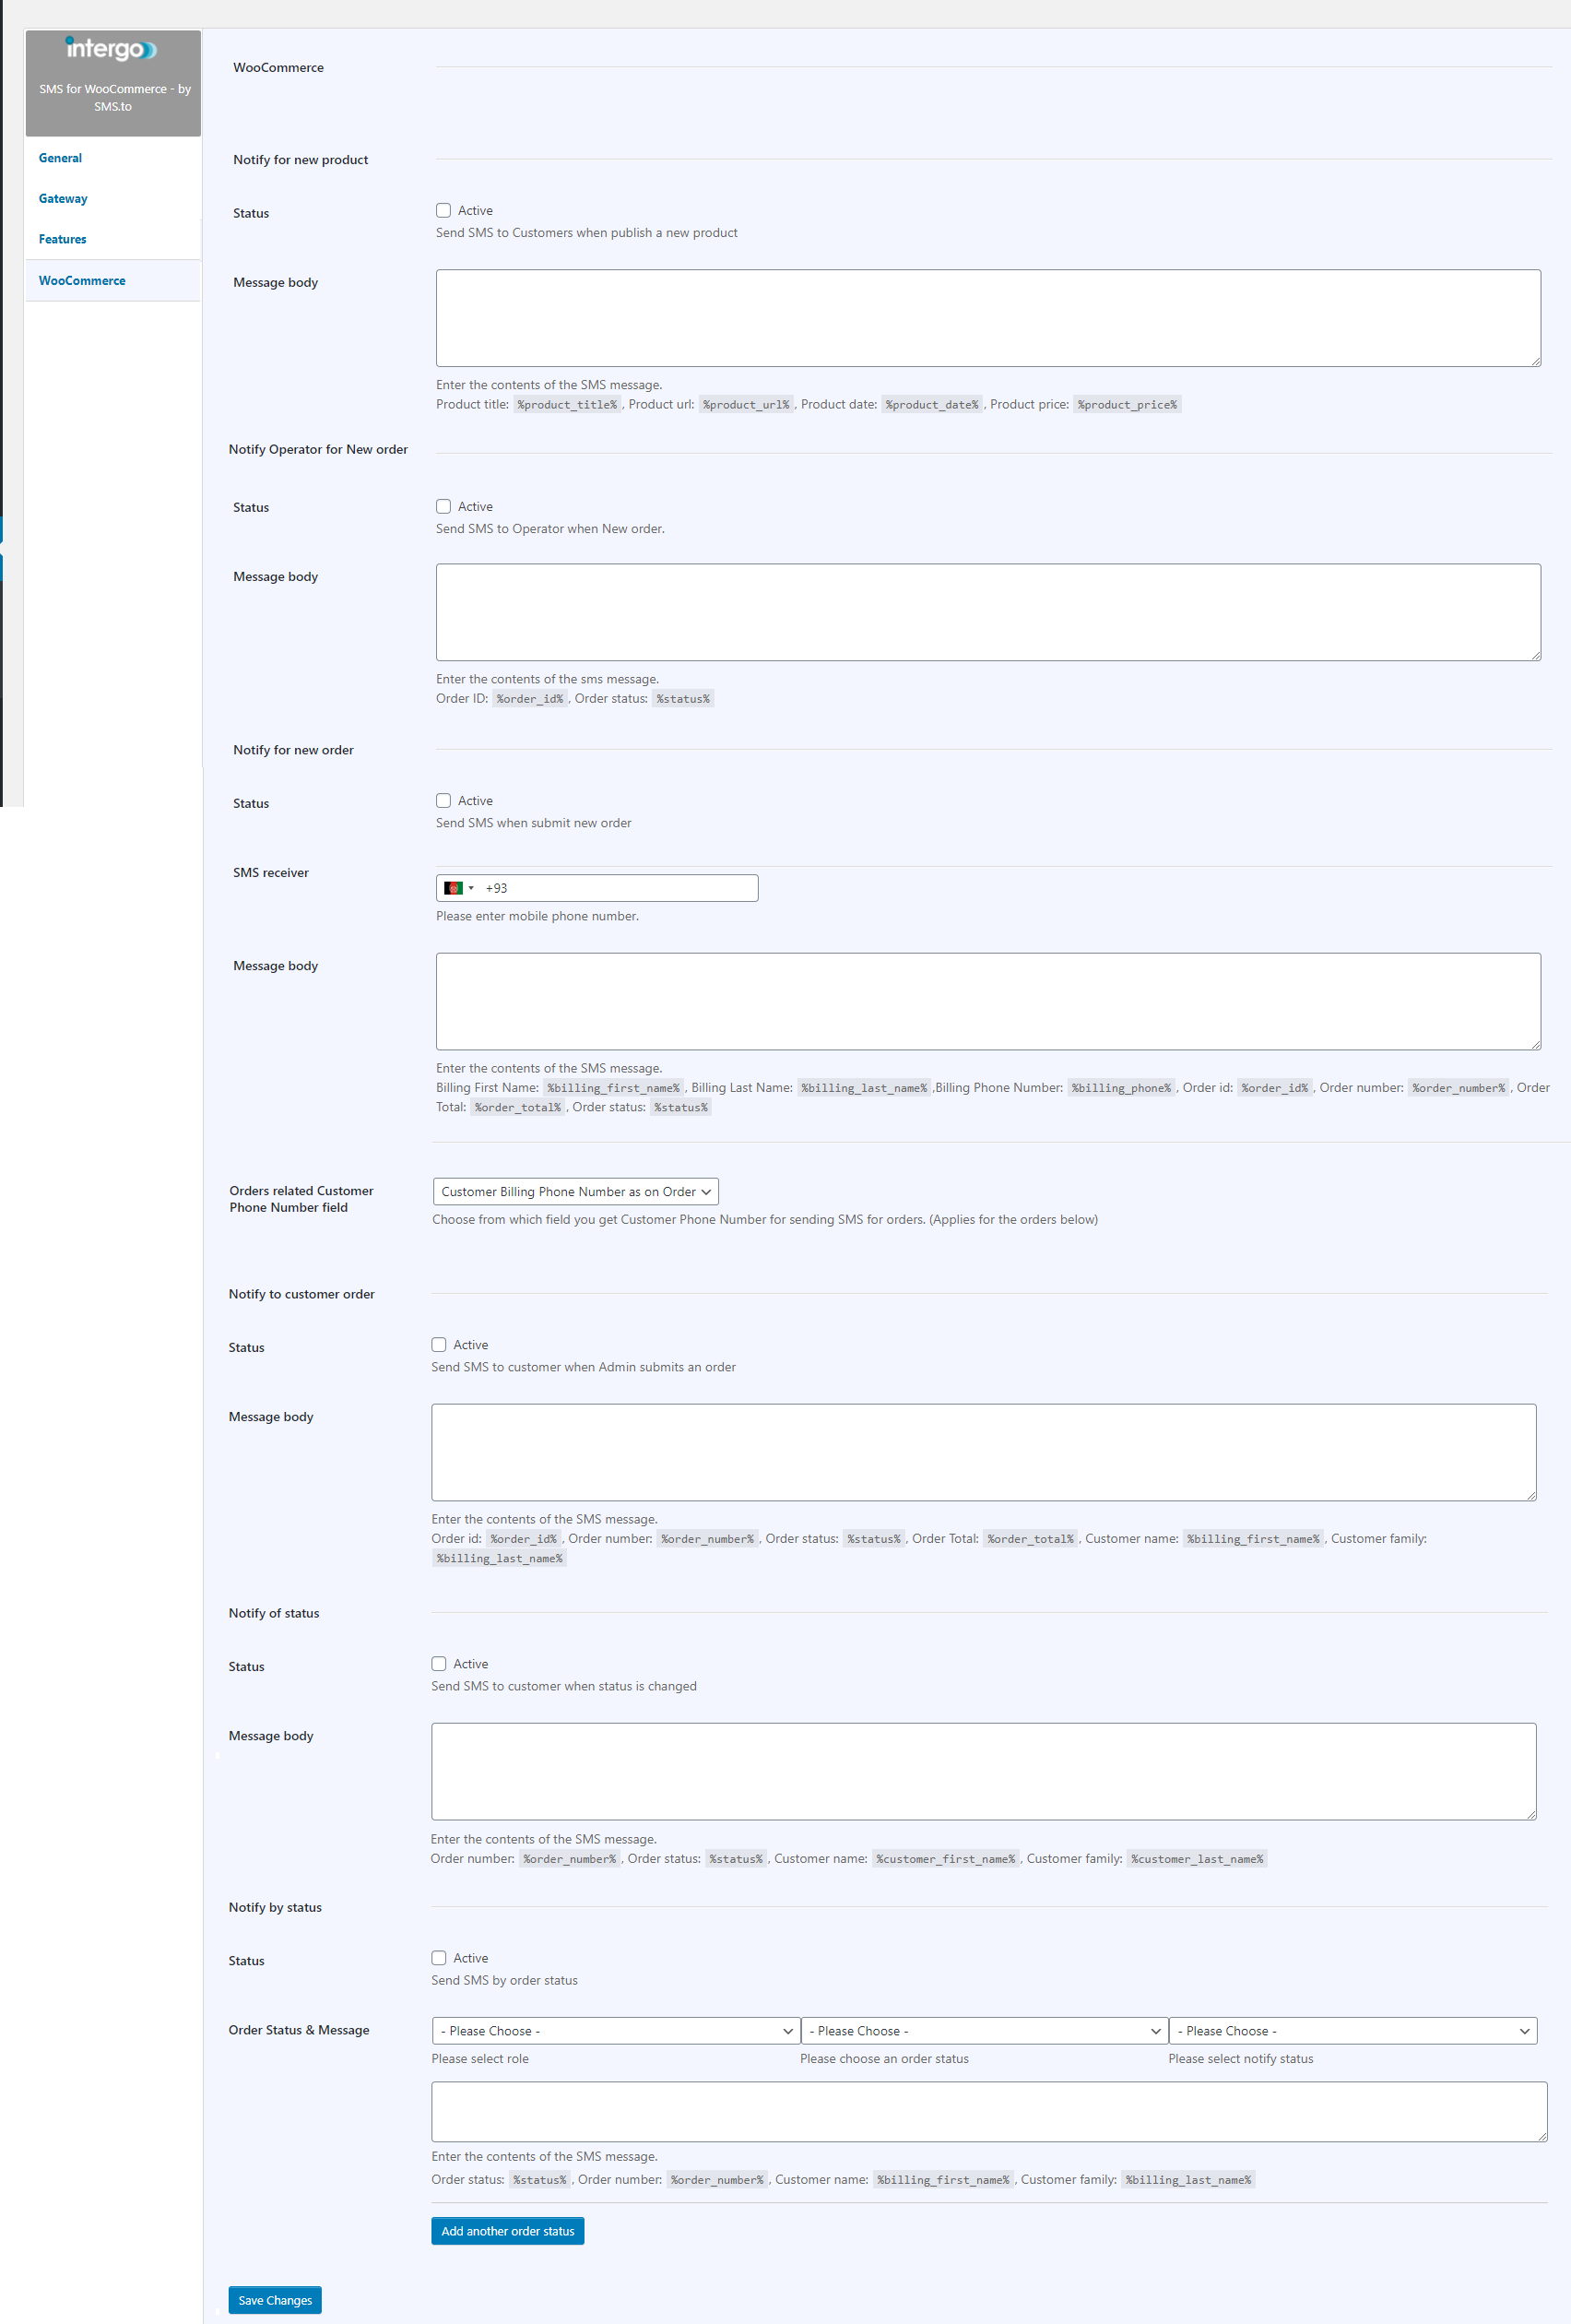 intergo
SMS for WooCommerce - by
SMS.to
General
Gateway
Features
WooCommerce
WooCommerce
Notify for new product
Status
Active
Send SMS to Customers when publish a new product
Message body
Enter the contents of the SMS message.
Product title: %product_title% , Product url: %product_url% , Product date: %product_date% , Product price: %product_price%
Notify Operator for New order
Status
Active
Send SMS to Operator when New order.
Message body
Enter the contents of the sms message.
Order ID: %order_id% , Order status: %status%
Notify for new order
Status
Active
Send SMS when submit new order
SMS receiver
+93
Please enter mobile phone number.
Message body
Enter the contents of the SMS message.
Billing First Name: %billing_first_name% , Billing Last Name: %billing_last_name% ,Billing Phone Number: %billing_phone% , Order id: %order_id% , Order number: %order_number% , Order
Total: %order_total% , Order status: %status%
Orders related Customer
Phone Number field
Customer Billing Phone Number as on Order
Choose from which field you get Customer Phone Number for sending SMS for orders. (Applies for the orders below)
Notify to customer order
Status
Active
Send SMS to customer when Admin submits an order
Message body
Enter the contents of the SMS message.
Order id: %order_id% , Order number: %order_number% , Order status: %status% , Order Total: %order_total% , Customer name: %billing_first_name% , Customer family:
%billing_last_name%
Notify of status
Status
Active
Send SMS to customer when status is changed
Message body
Enter the contents of the SMS message.
Order number: %order_number% , Order status: %status% , Customer name: %customer_first_name% , Customer family: %customer_last_name%
Notify by status
Status
Active
Send SMS by order status
Order Status & Message
- Please Choose - - Please Choose - - Please Choose -
Please select role Please choose an order status Please select notify status
Enter the contents of the SMS message.
Order status: %status% , Order number: %order_number% , Customer name: %billing_first_name% , Customer family: %billing_last_name%
Add another order status
Save Changes